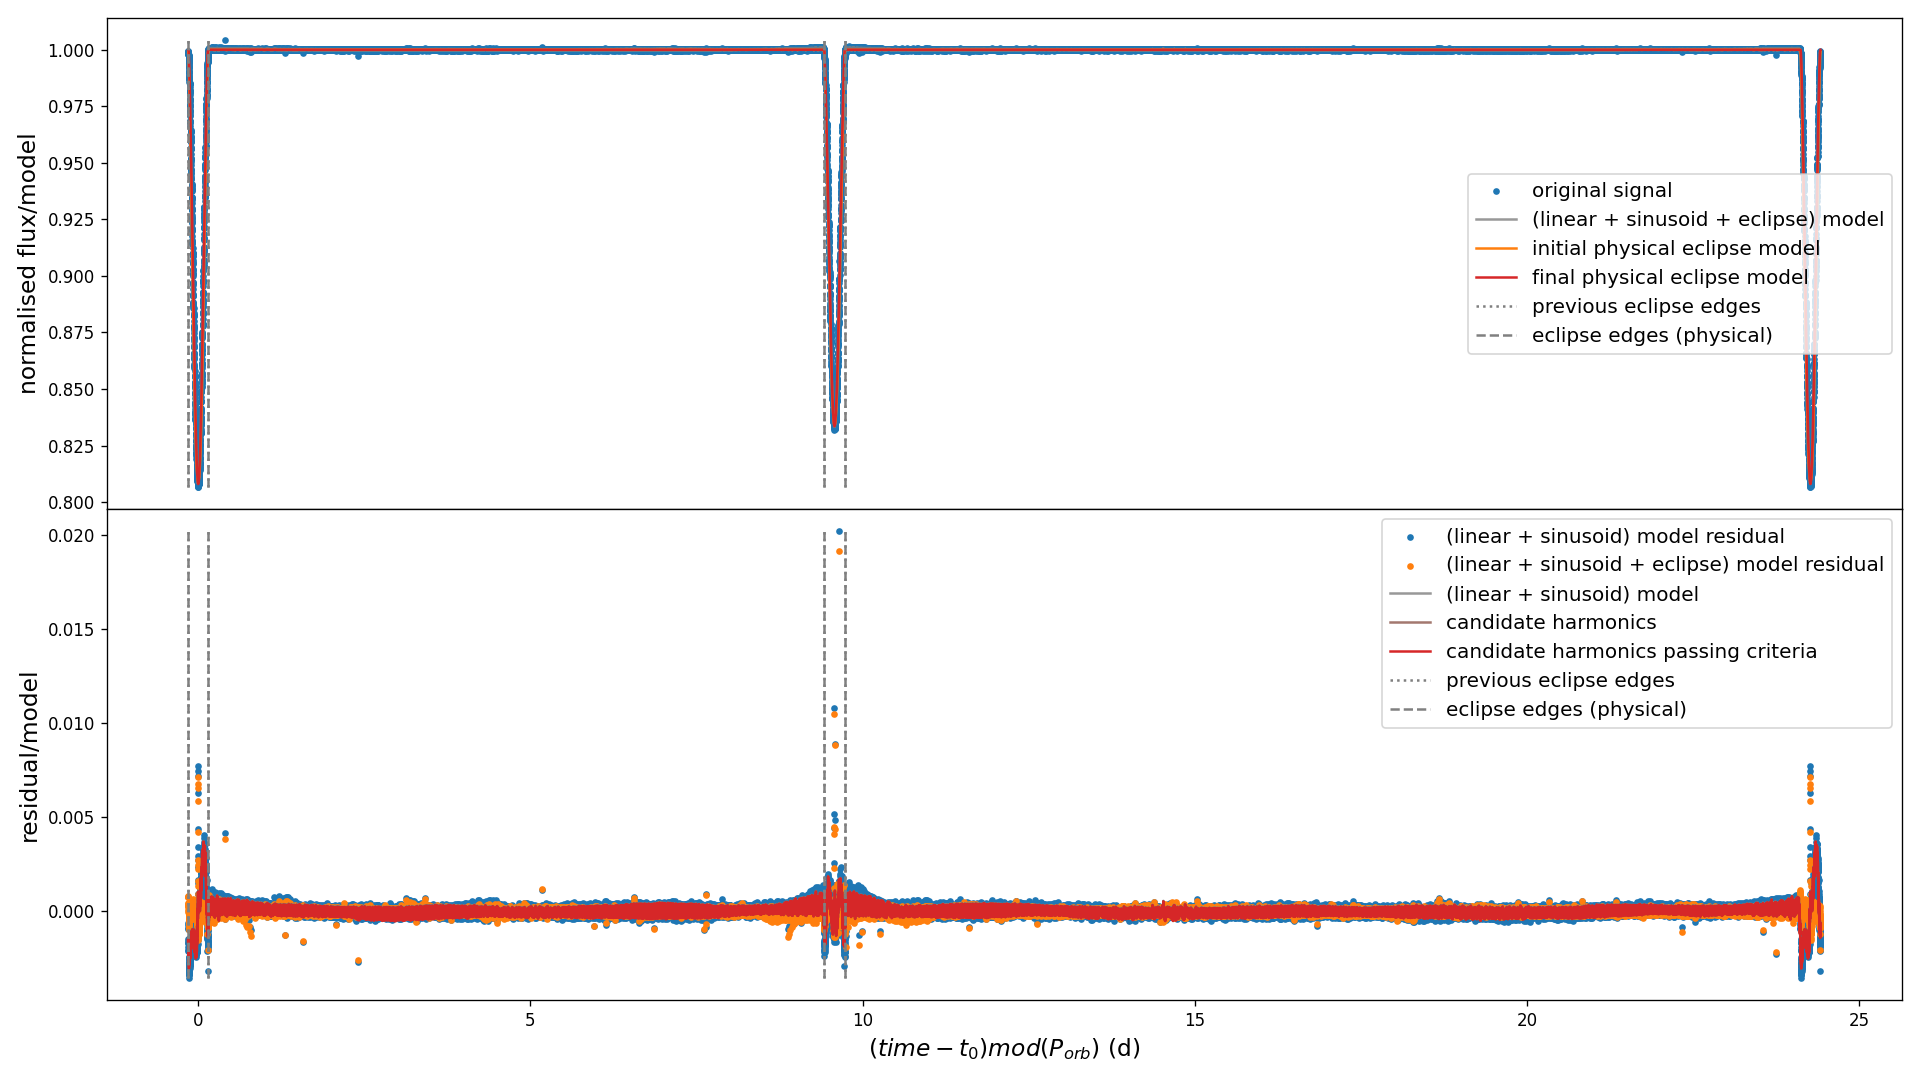 1.000
0.975
0.950
0.925
0.900
0.875
0.850
0.825
0.800
normalised flux/model
original signal
(linear + sinusoid + eclipse) model
initial physical eclipse model
final physical eclipse model
previous eclipse edges
eclipse edges (physical)
0.020
0.015
0.010
0.005
0.000
residual/model
(linear + sinusoid) model residual
(linear + sinusoid + eclipse) model residual
(linear + sinusoid) model
candidate harmonics
candidate harmonics passing criteria
previous eclipse edges
eclipse edges (physical)
0 5 10 15 20 25
(time − t₀)mod(P_orb) (d)